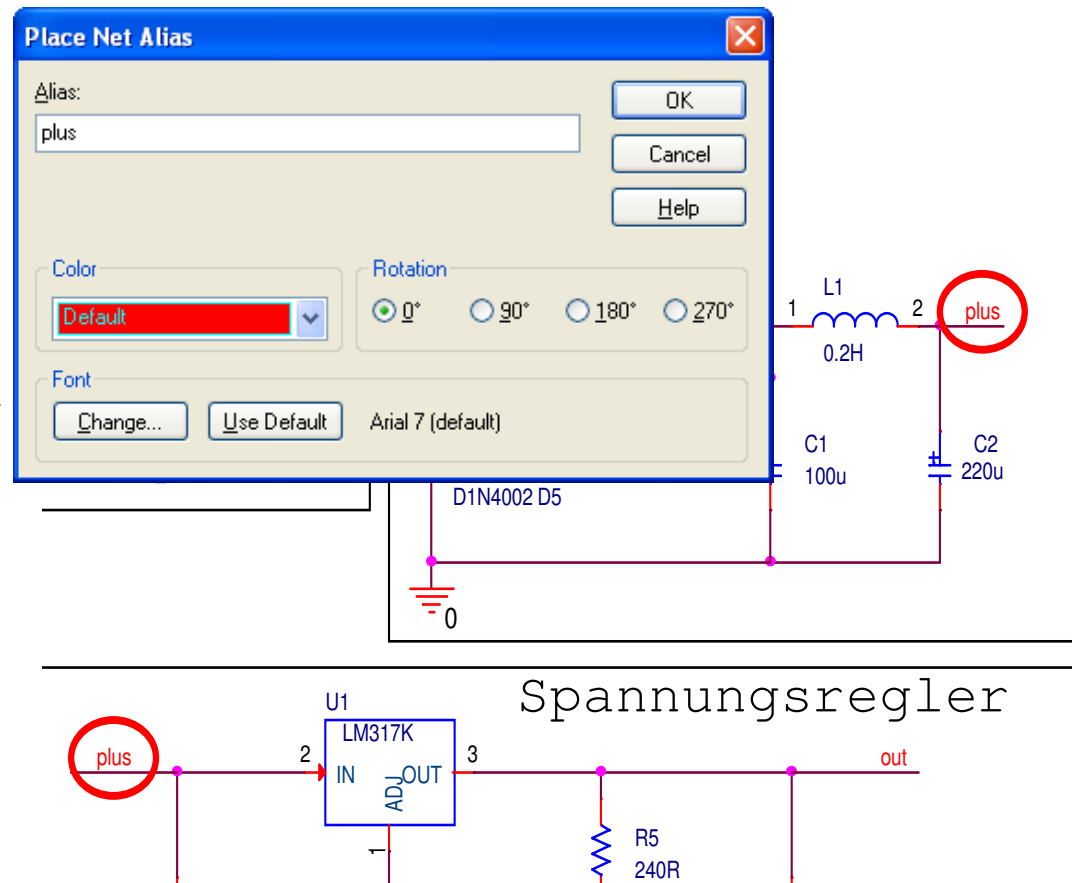 Place Net Alias
Alias:
plus
OK
Cancel
Help
Color
Default
Rotation
0°
90°
180°
270°
Font
Change...
Use Default
Arial 7 (default)
L1
1
2
plus
0.2H
C1
100u
C2
220u
D1N4002 D5
0
Spannungsregler
U1
LM317K
plus
2
IN
OUT
3
out
ADJ
1
R5
240R